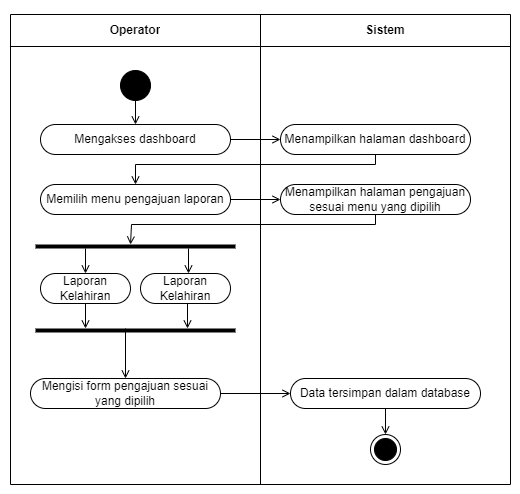 Operator
Sistem
Mengakses dashboard
Menampilkan halaman dashboard
Memilih menu pengajuan laporan
Menampilkan halaman pengajuan
sesuai menu yang dipilih
Laporan
Kelahiran
Laporan
Kelahiran
Mengisi form pengajuan sesuai
yang dipilih
Data tersimpan dalam database